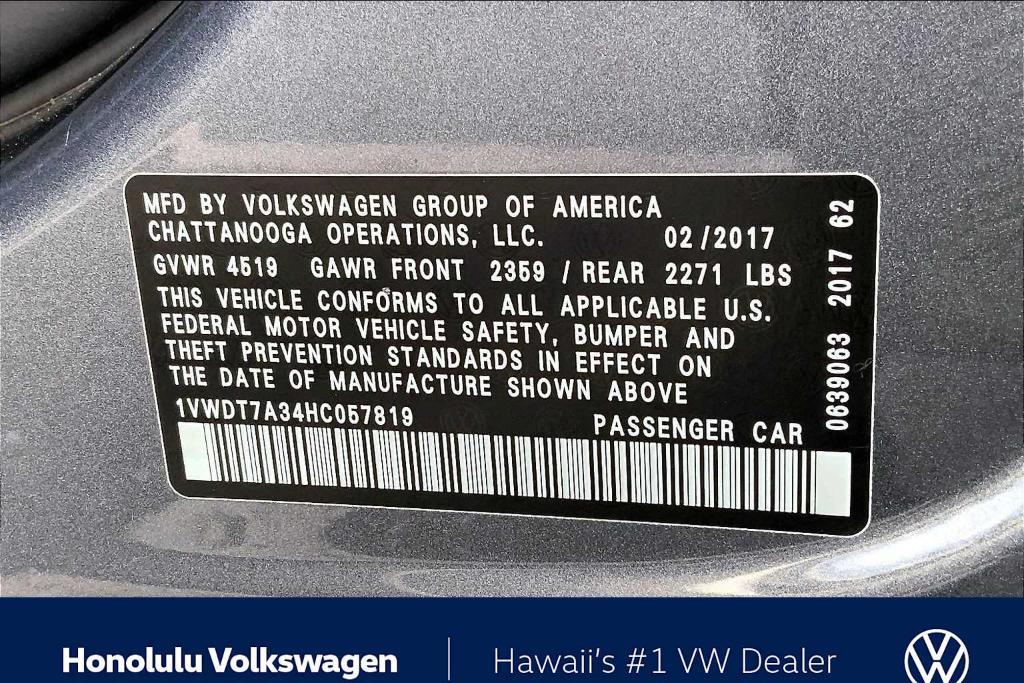 MFD BY VOLKSWAGEN GROUP OF AMERICA
CHATTANOOGA OPERATIONS, LLC. 02/2017
GVWR 4519 GAWR FRONT 2359 / REAR 2271 LBS
THIS VEHICLE CONFORMS TO ALL APPLICABLE U.S.
FEDERAL MOTOR VEHICLE SAFETY, BUMPER AND
THEFT PREVENTION STANDARDS IN EFFECT ON
THE DATE OF MANUFACTURE SHOWN ABOVE
1VWDT7A34HC057819 PASSENGER CAR
0639063 2017 62
Honolulu Volkswagen | Hawaii's #1 VW Dealer